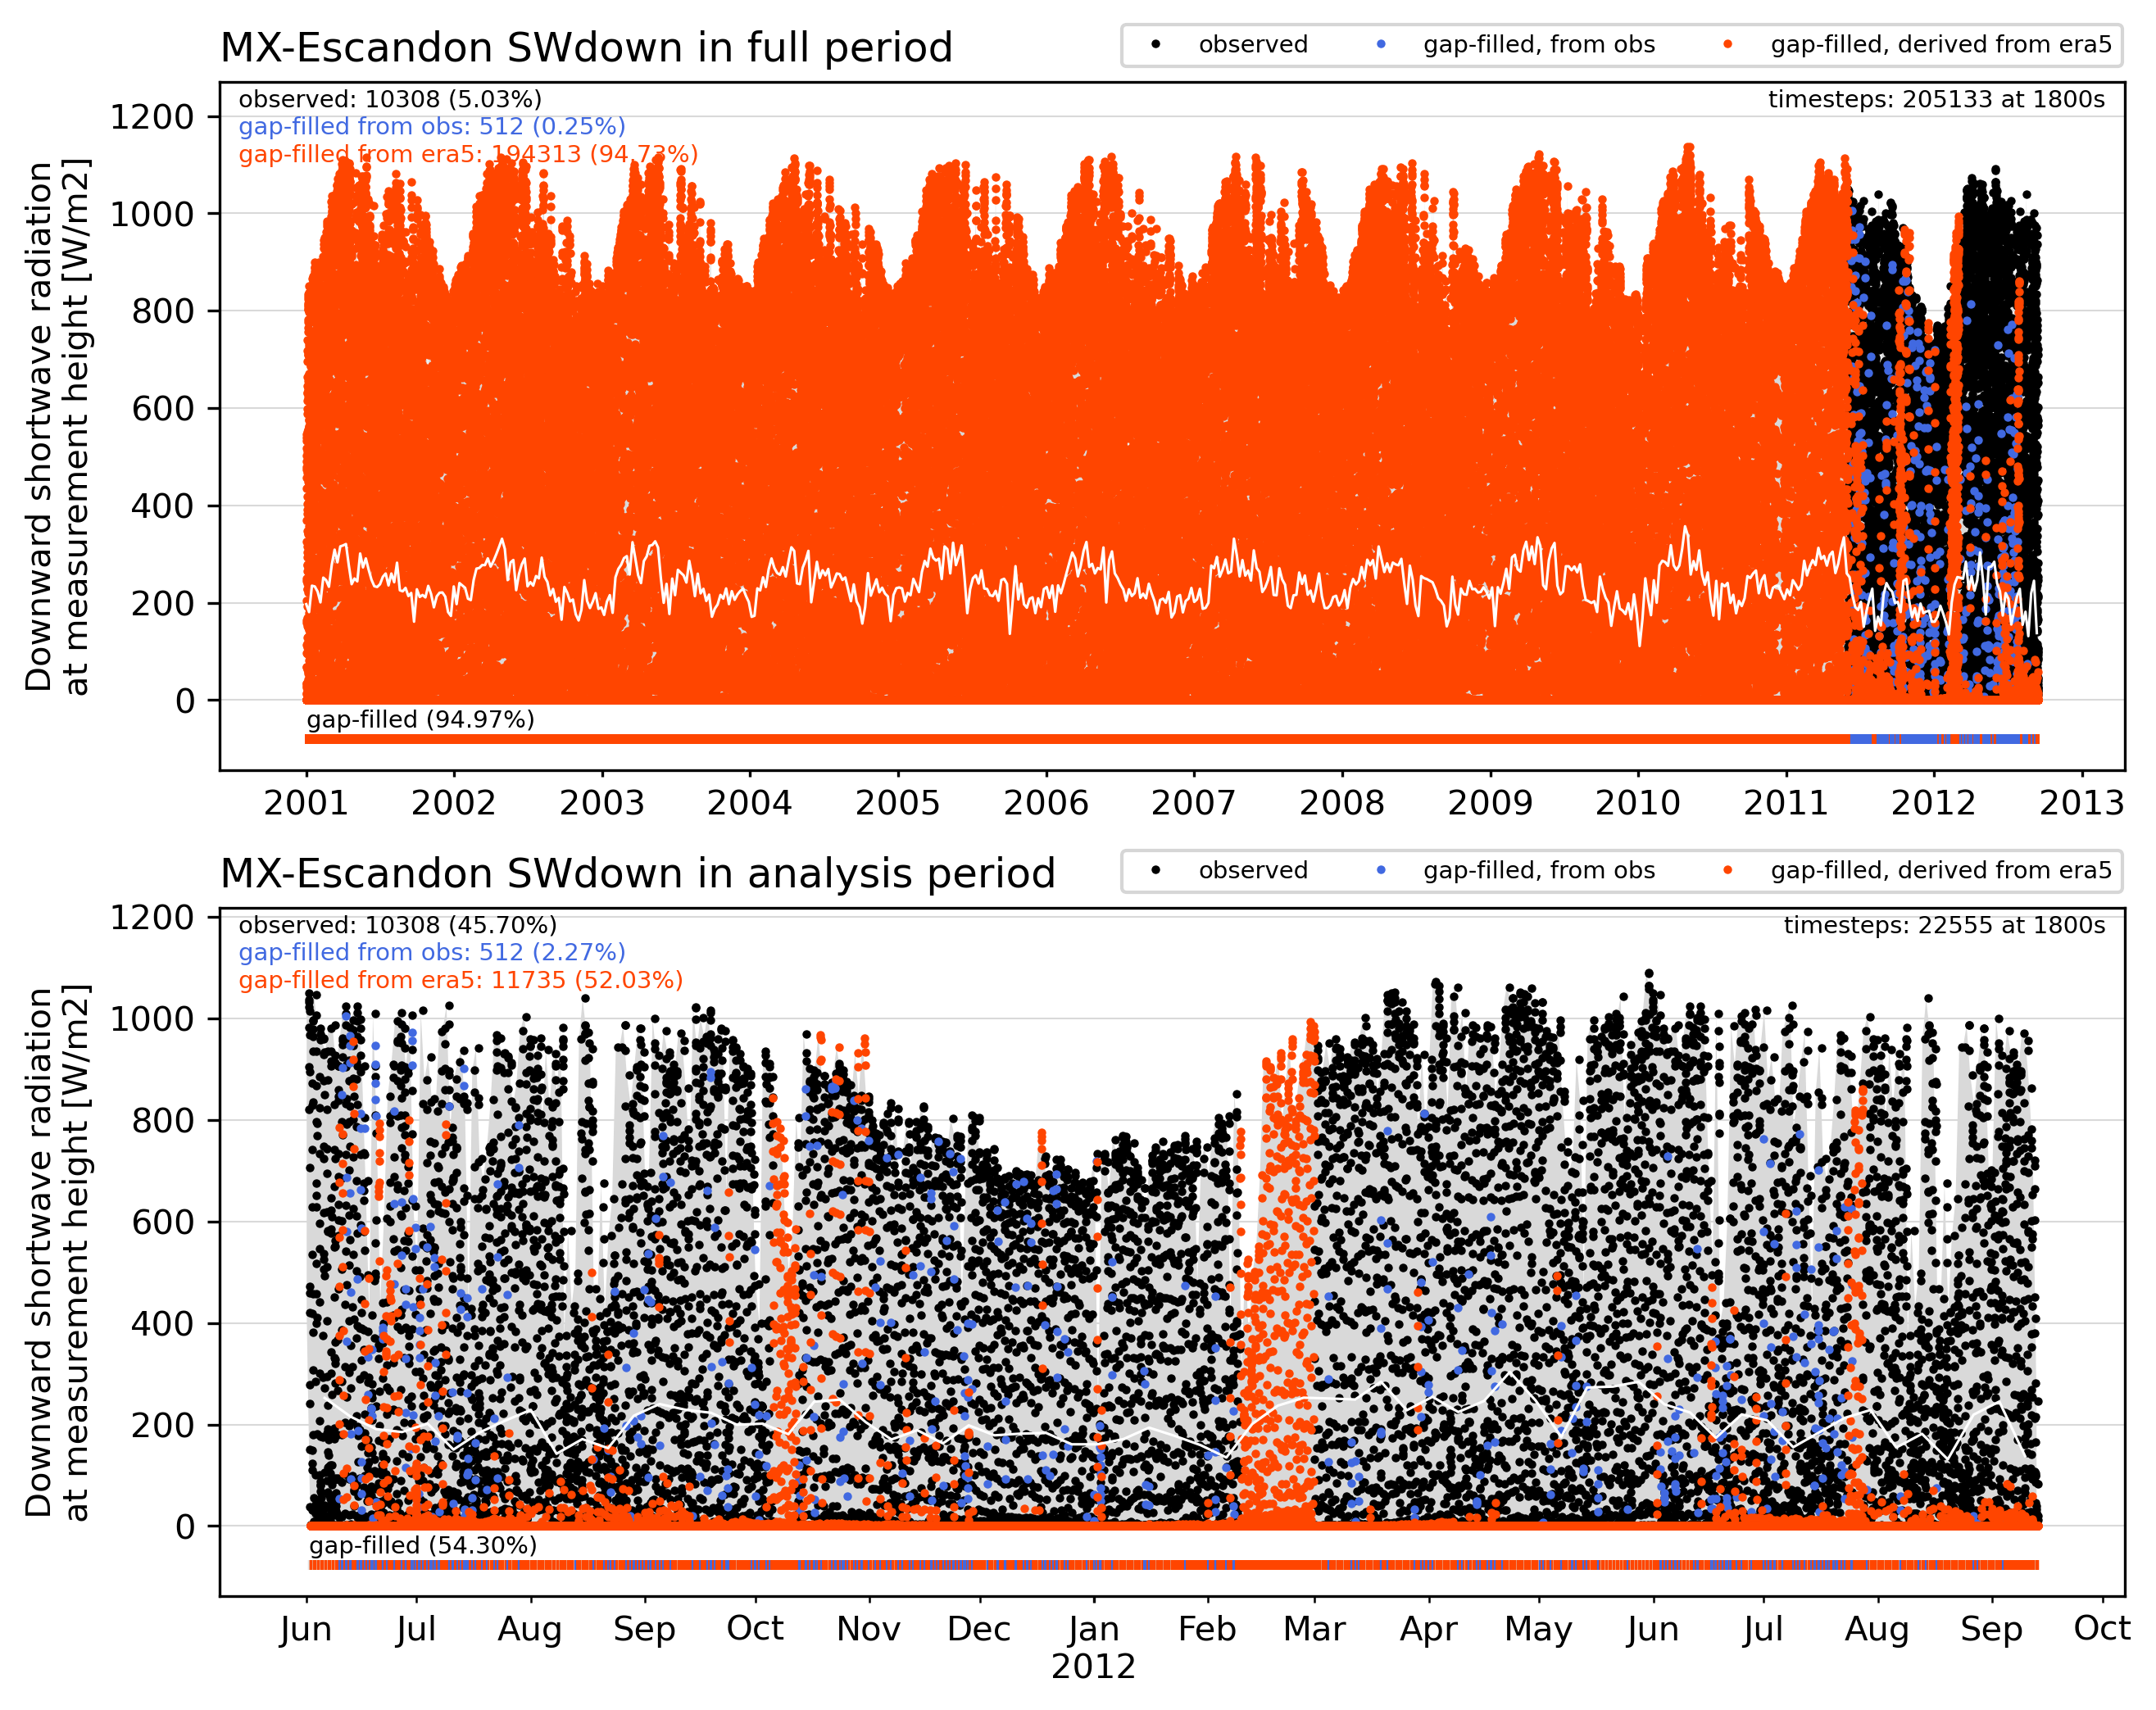 MX-Escandon SWdown in full period
observed
gap-filled, from obs
gap-filled, derived from era5
observed: 10308 (5.03%)
timesteps: 205133 at 1800s
gap-filled from obs: 512 (0.25%)
gap-filled from era5: 194313 (94.73%)
Downward shortwave radiation
at measurement height [W/m2]
1200
1000
800
600
400
200
0
gap-filled (94.97%)
2001 2002 2003 2004 2005 2006 2007 2008 2009 2010 2011 2012 2013
MX-Escandon SWdown in analysis period
observed
gap-filled, from obs
gap-filled, derived from era5
observed: 10308 (45.70%)
timesteps: 22555 at 1800s
gap-filled from obs: 512 (2.27%)
gap-filled from era5: 11735 (52.03%)
Downward shortwave radiation
at measurement height [W/m2]
1200
1000
800
600
400
200
0
gap-filled (54.30%)
Jun Jul Aug Sep Oct Nov Dec Jan Feb Mar Apr May Jun Jul Aug Sep Oct
2012